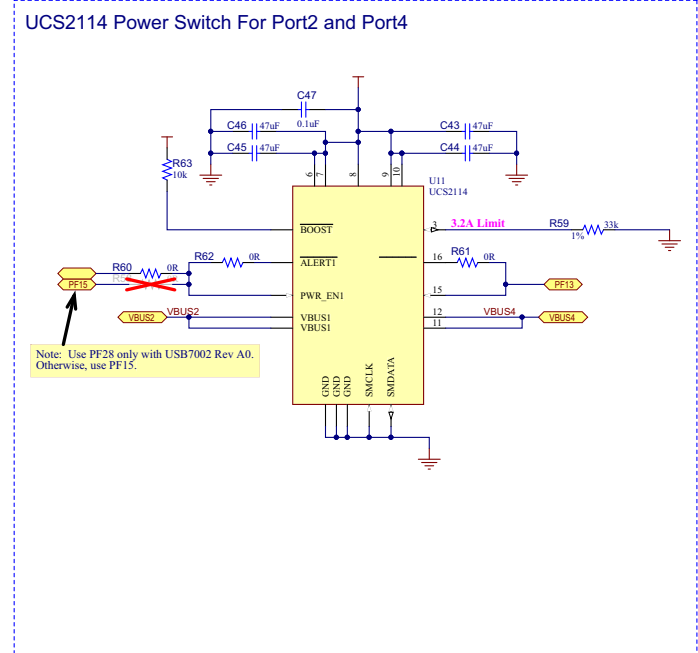 UCS2114 Power Switch For Port2 and Port4
C47
0.1uF
C46
47uF
C45
47uF
C43
47uF
C44
47uF
R63
10k
6
7
8
9
10
U11
UCS2114
BOOST
3
3.2A Limit
R59
33k
1%
R62
0R
ALERT1
16
R61
0R
R60
0R
PF15
PWR_EN1
15
PF13
VBUS2
VBUS2
VBUS1
12
VBUS4
VBUS4
VBUS1
11
Note: Use PF28 only with USB7002 Rev A0.
Otherwise, use PF15.
GND
GND
GND
SMCLK
SMDATA